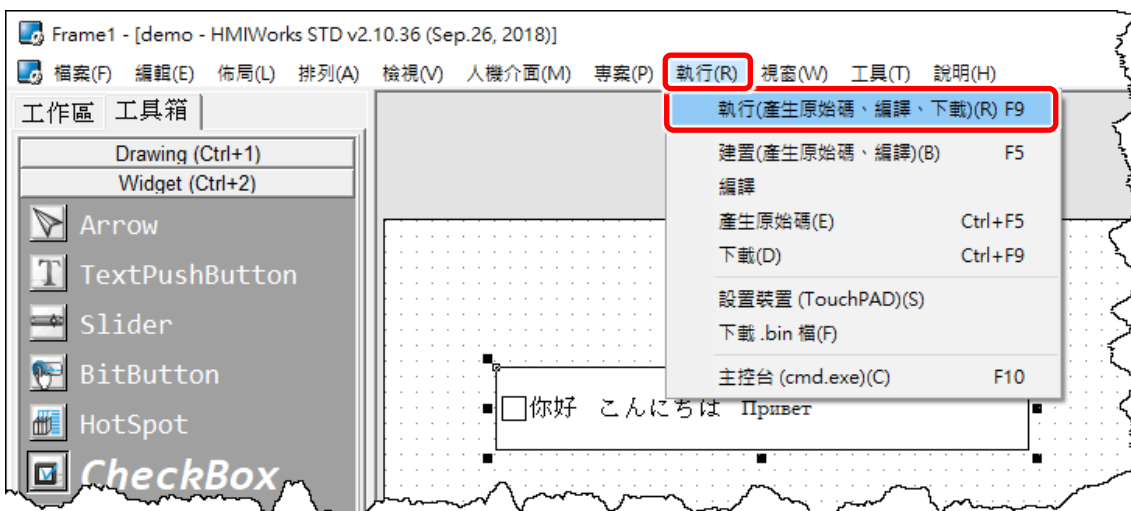 Frame1 - [demo - HMIWorks STD v2.10.36 (Sep.26, 2018)]
檔案(F) 編輯(E) 佈局(L) 排列(A) 檢視(V) 人機介面(M) 專案(P) 執行(R) 視窗(W) 工具(T) 說明(H)
工作區 工具箱
執行(產生原始碼、編譯、下載)(R) F9
Drawing (Ctrl+1)
建置(產生原始碼、編譯)(B) F5
Widget (Ctrl+2)
編譯
Arrow
產生原始碼(E) Ctrl+F5
下載(D) Ctrl+F9
TextPushButton
設置裝置 (TouchPAD)(S)
Slider
下載 .bin 檔(F)
BitButton
主控台 (cmd.exe)(C) F10
你好 こんにちは Привет
HotSpot
CheckBox